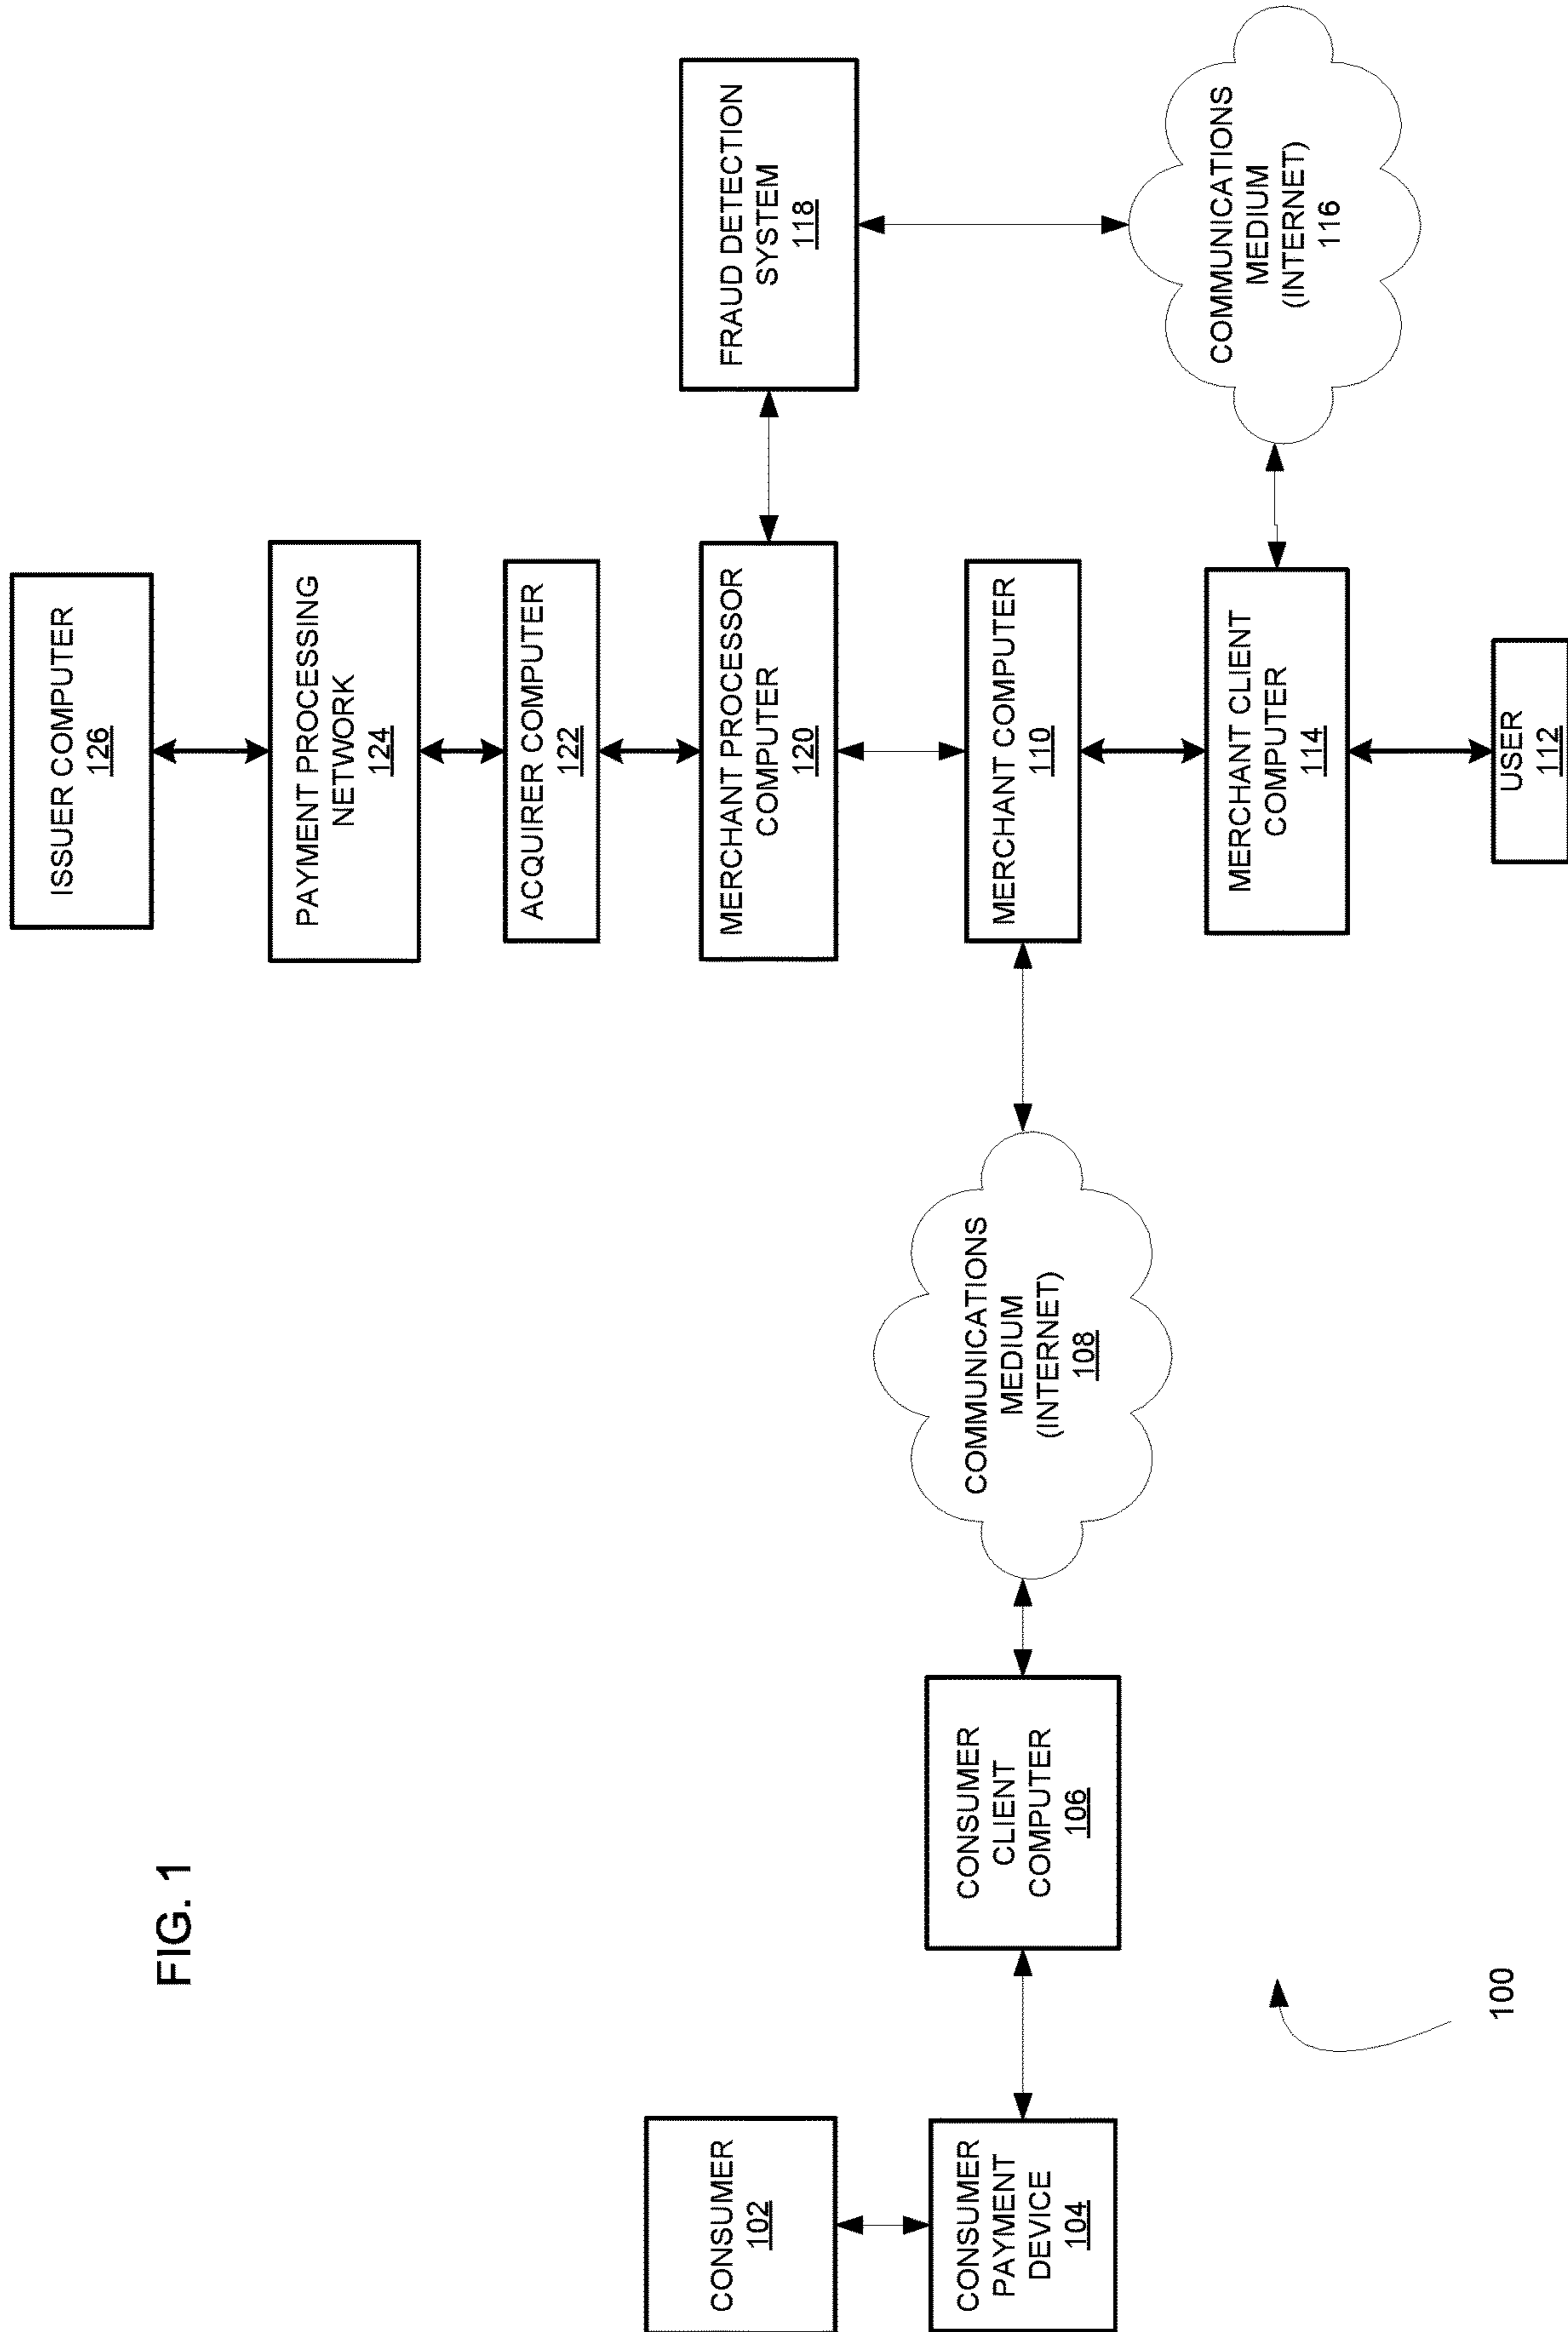 FIG. 1
ISSUER COMPUTER
126
PAYMENT PROCESSING
NETWORK
124
ACQUIRER COMPUTER
122
MERCHANT PROCESSOR
COMPUTER
120
FRAUD DETECTION
SYSTEM
118
CONSUMER
102
CONSUMER
PAYMENT
DEVICE
104
CONSUMER
CLIENT
COMPUTER
106
COMMUNICATIONS
MEDIUM
(INTERNET)
108
MERCHANT COMPUTER
110
MERCHANT CLIENT
COMPUTER
114
COMMUNICATIONS
MEDIUM
(INTERNET)
116
USER
112
100